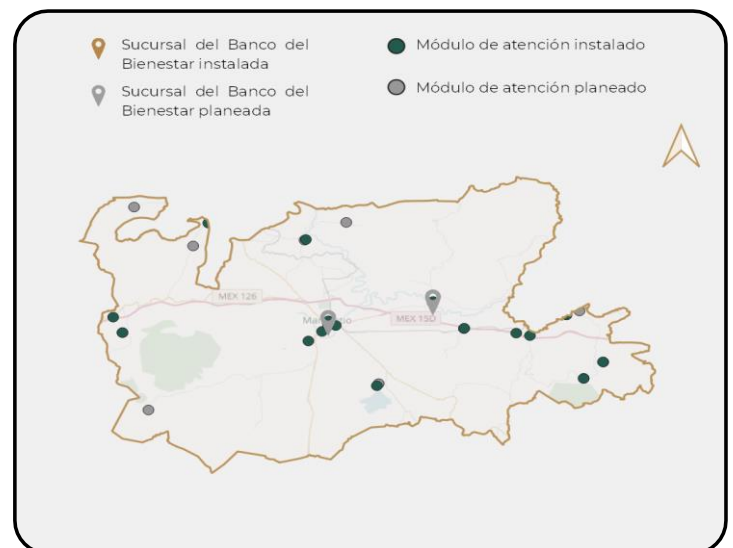 Sucursal del Banco del
Bienestar instalada
Sucursal del Banco del
Bienestar planeada
Módulo de atención instalado
Módulo de atención planeado
MEX 126
MEX 15D